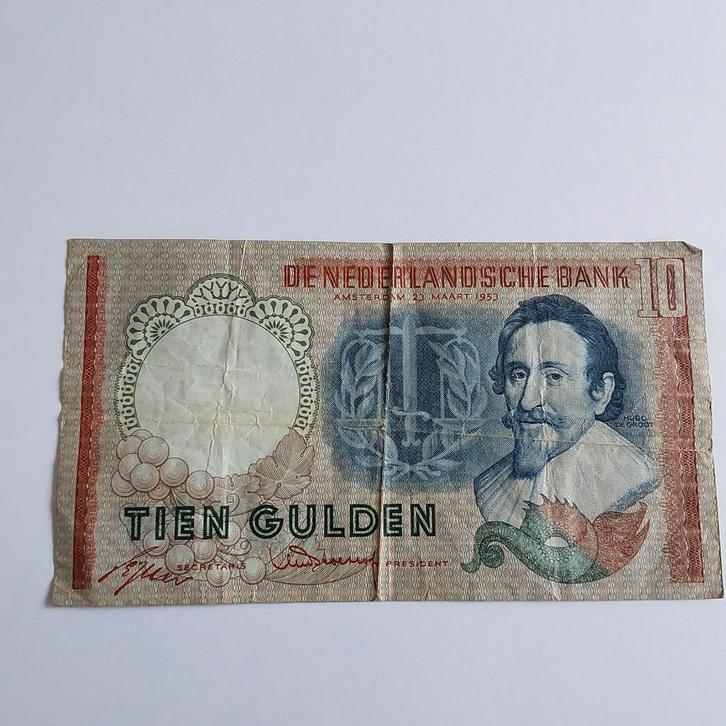 DE NEDERLANDSCHE BANK 10
AMSTERDAM 23 MAART 1953
HUGO
DE GROOT
TIEN GULDEN
SECRETARIS
PRESIDENT